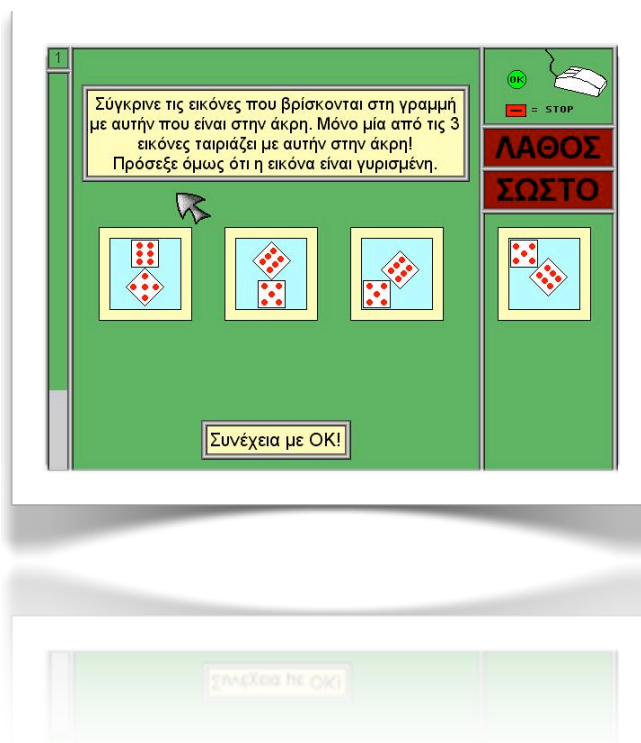 1
Σύγκρινε τις εικόνες που βρίσκονται στη γραμμή
με αυτήν που είναι στην άκρη. Μόνο μία από τις 3
εικόνες ταιριάζει με αυτήν στην άκρη!
Πρόσεξε όμως ότι η εικόνα είναι γυρισμένη.
OK
= STOP
ΛΑΘΟΣ
ΣΩΣΤΟ
Συνέχεια με OK!